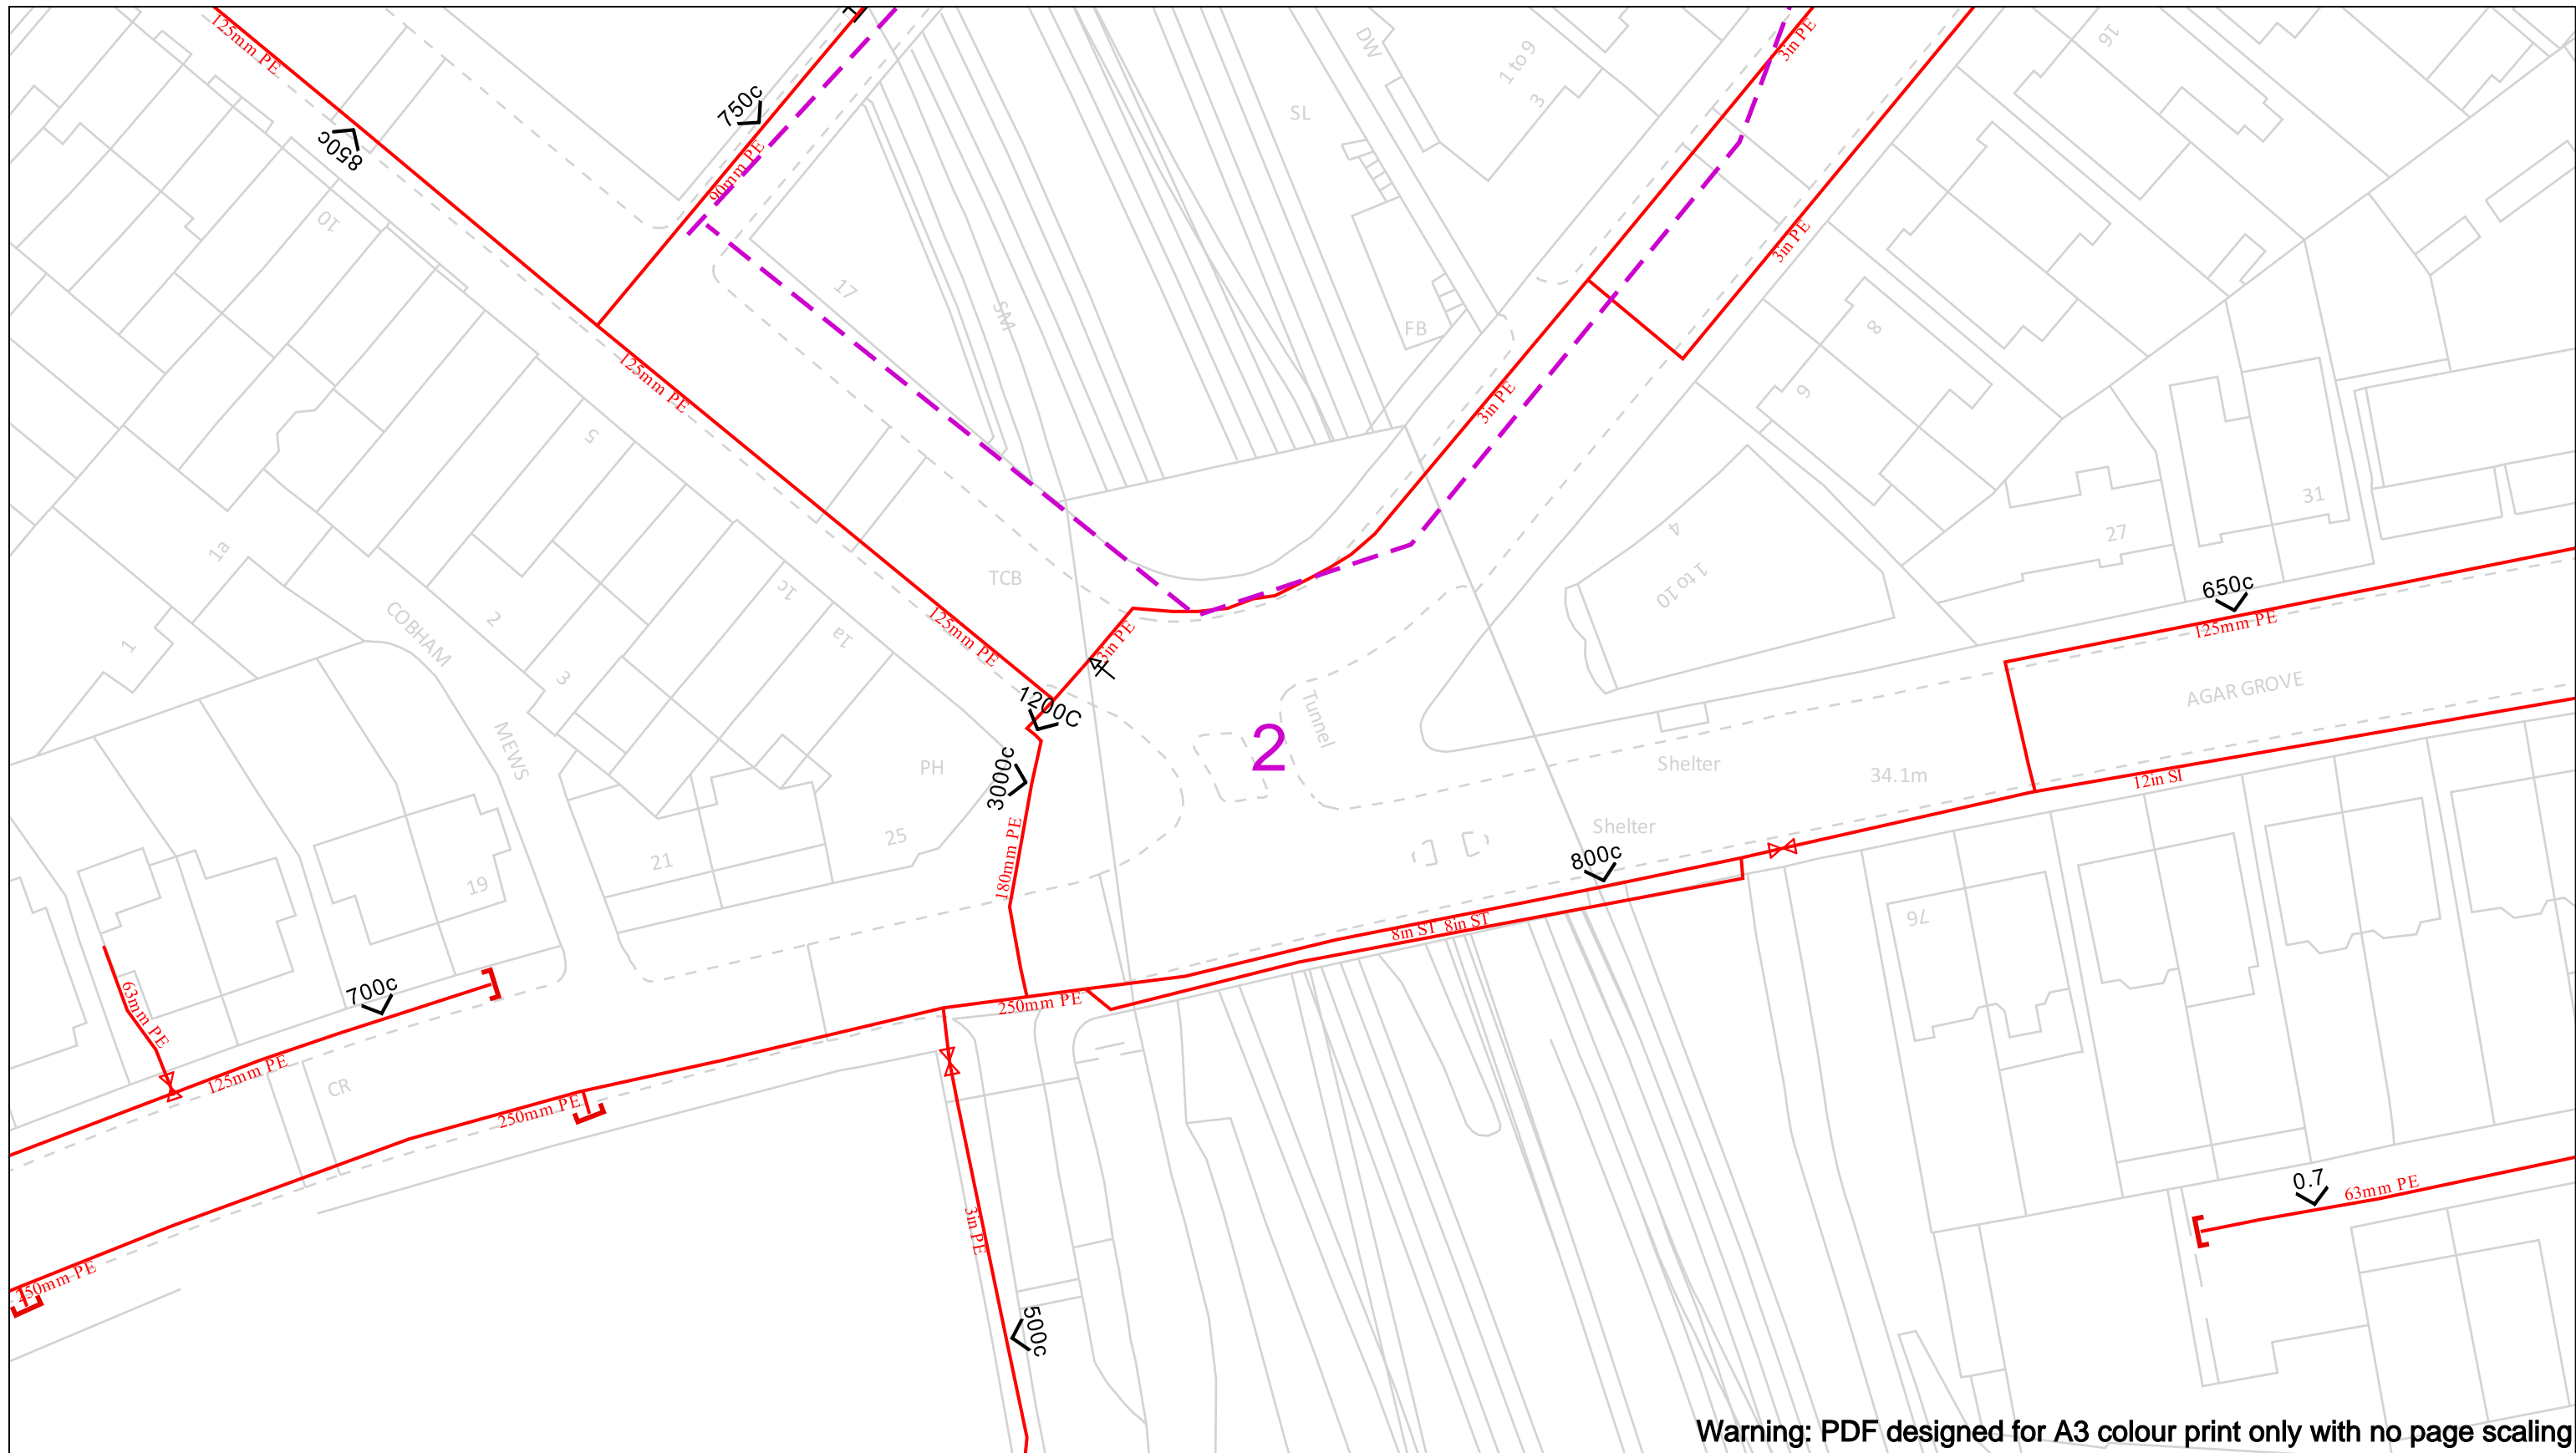 125mm PE
3in PE
16
DW
1 to 9
3
750c
SL
850c
90mm PE
10
3in PE
17
SM
FB
8
125mm PE
9
3in PE
5
31
4
27
1a
TCB
1c
1 to 10
650c
125mm PE
COBHAM
2
1a
125mm PE
3in PE
1
3
1200C
AGAR GROVE
Tunnel
2
MEWS
PH
3000c
Shelter
34.1m
12in SI
25
21
180mm PE
Shelter
800c
19
76
8in ST 8in ST
700c
250mm PE
63mm PE
125mm PE
CR
250mm PE
0.7
63mm PE
3in PE
250mm PE
500c
Warning: PDF designed for A3 colour print only with no page scaling